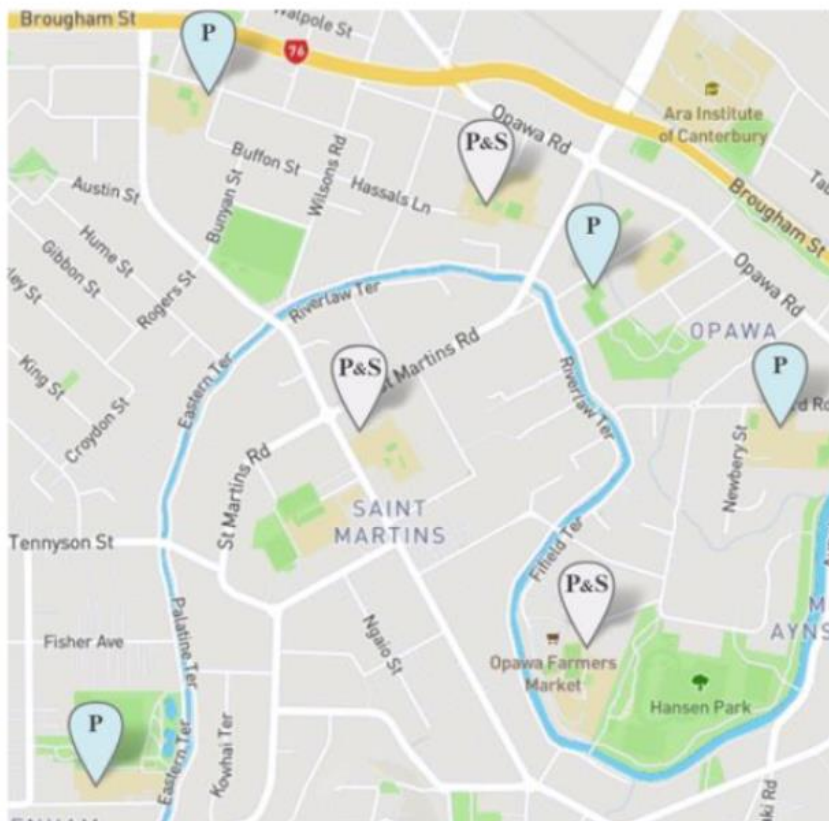 Brougham St
Walpole St
P
76
Ara Institute
of Canterbury
Opawa Rd
P&S
Buffon St
Hassals Ln
Wilsons Rd
Austin St
Bunyan St
Brougham St
P
Hume St
Gibbon St
Rogers St
Opawa Rd
Riverlaw Ter
OPAWA
King St
Eastern Ter
St Martins Rd
P&S
Riverlaw Ter
P
Croydon St
Newbery St
St Martins Rd
SAINT
MARTINS
Tennyson St
Fifield Ter
P&S
Palatine Ter
Ngaio St
Fisher Ave
Opawa Farmers
Market
Hansen Park
P
Eastern Ter
Kowhai Ter